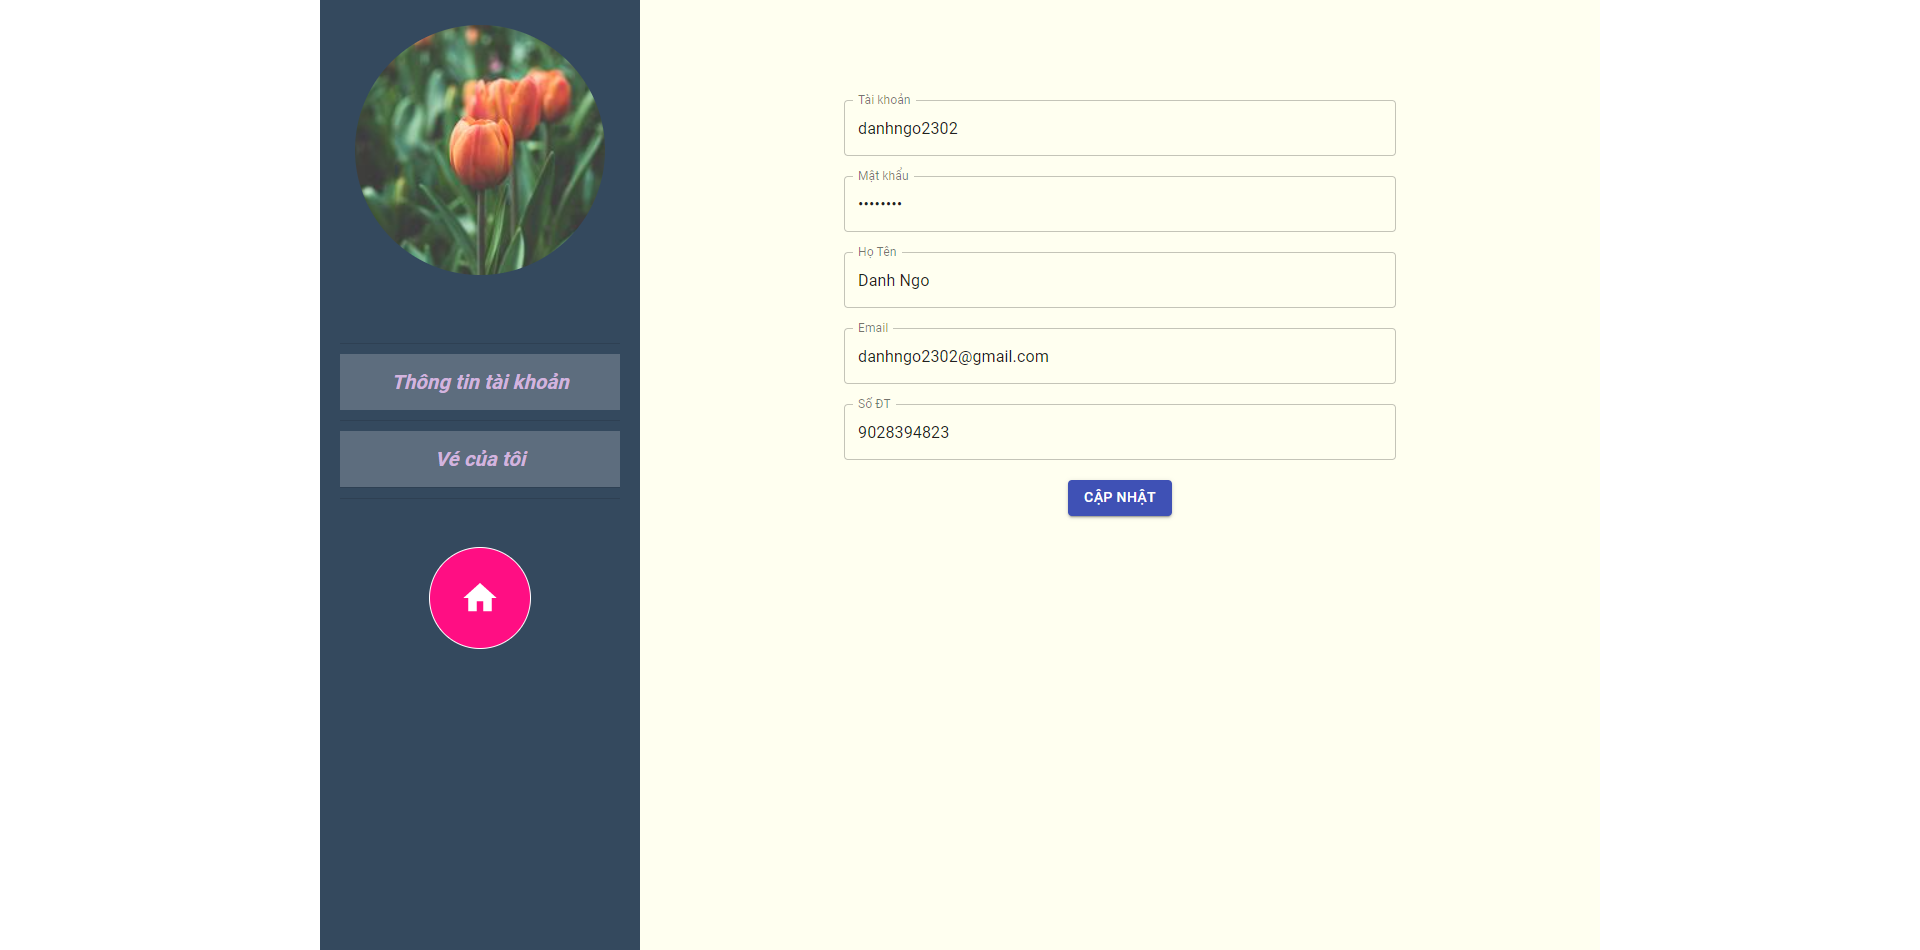 Thông tin tài khoản
Vé của tôi
Tài khoản
danhngo2302
Mật khẩu
••••••••
Họ Tên
Danh Ngo
Email
danhngo2302@gmail.com
Số ĐT
9028394823
CẬP NHẬT